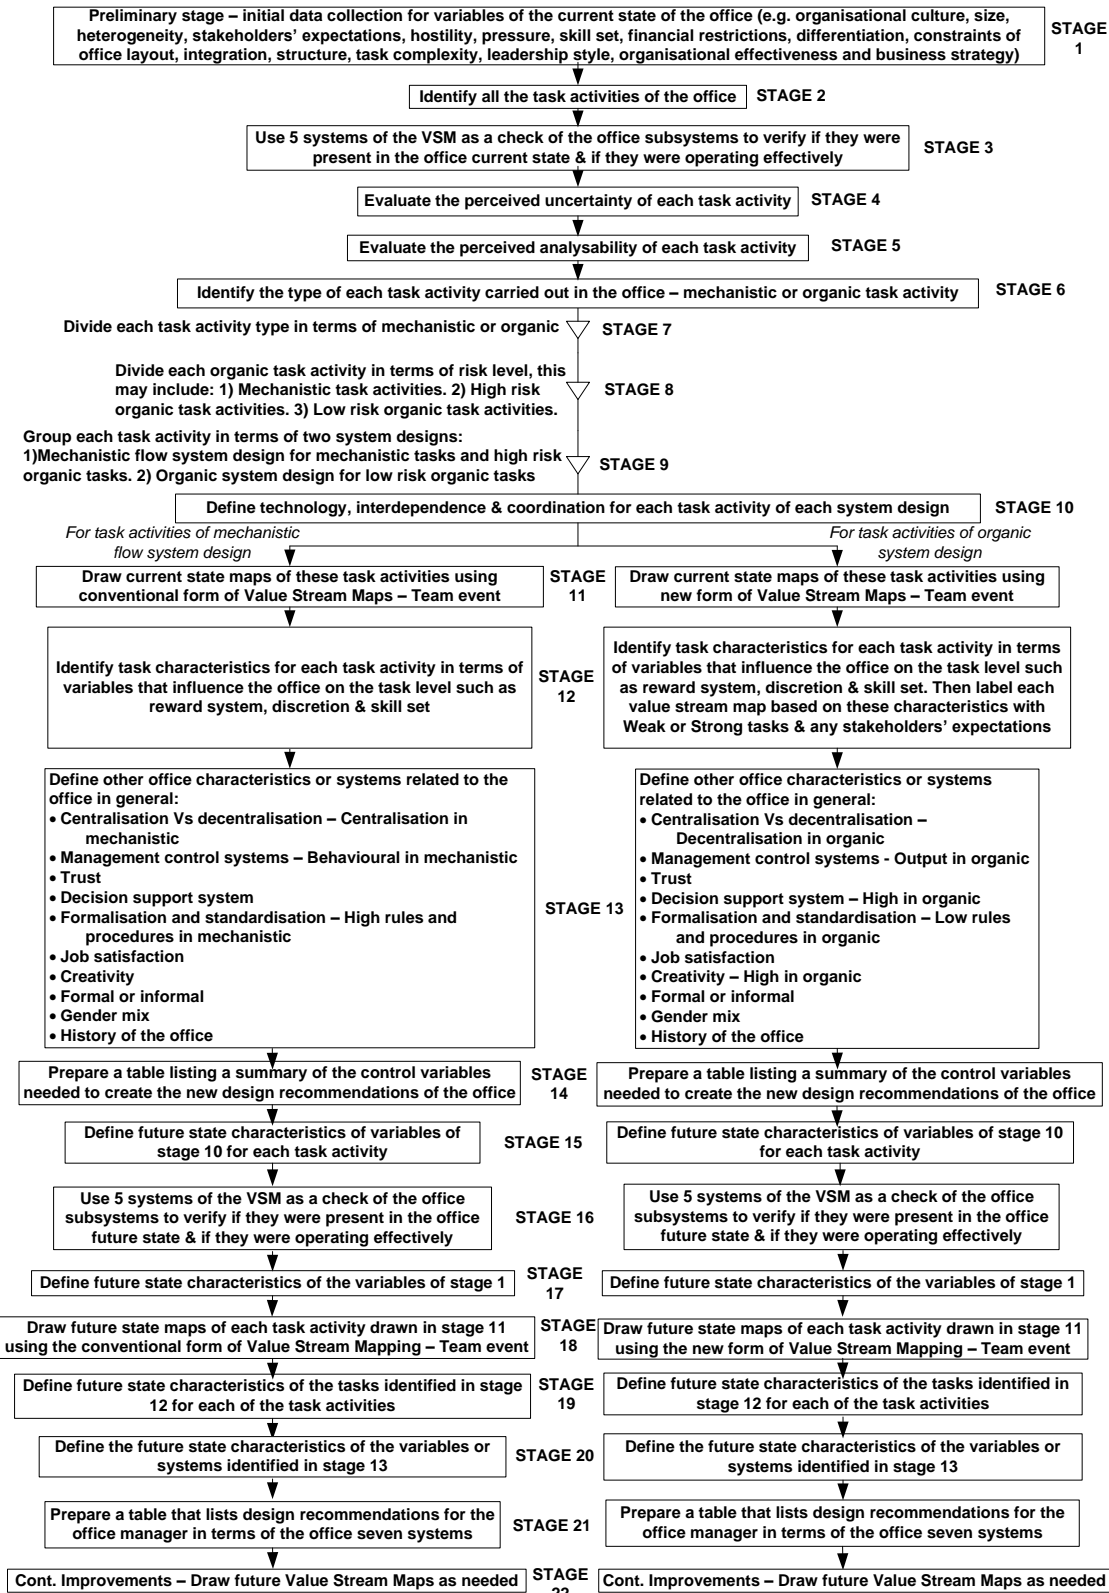 Preliminary stage – initial data collection for variables of the current state of the office (e.g. organisational culture, size,
heterogeneity, stakeholders’ expectations, hostility, pressure, skill set, financial restrictions, differentiation, constraints of
office layout, integration, structure, task complexity, leadership style, organisational effectiveness and business strategy)
STAGE
1
Identify all the task activities of the office
STAGE 2
Use 5 systems of the VSM as a check of the office subsystems to verify if they were
present in the office current state & if they were operating effectively
STAGE 3
Evaluate the perceived uncertainty of each task activity
STAGE 4
Evaluate the perceived analysability of each task activity
STAGE 5
Identify the type of each task activity carried out in the office – mechanistic or organic task activity
STAGE 6
Divide each task activity type in terms of mechanistic or organic
STAGE 7
Divide each organic task activity in terms of risk level, this
may include: 1) Mechanistic task activities. 2) High risk
organic task activities. 3) Low risk organic task activities.
STAGE 8
Group each task activity in terms of two system designs:
1)Mechanistic flow system design for mechanistic tasks and high risk
organic tasks. 2) Organic system design for low risk organic tasks
STAGE 9
Define technology, interdependence & coordination for each task activity of each system design
STAGE 10
For task activities of mechanistic
flow system design
For task activities of organic
system design
Draw current state maps of these task activities using
conventional form of Value Stream Maps – Team event
STAGE
11
Draw current state maps of these task activities using
new form of Value Stream Maps – Team event
Identify task characteristics for each task activity in terms of
variables that influence the office on the task level such as
reward system, discretion & skill set
STAGE
12
Identify task characteristics for each task activity in terms
of variables that influence the office on the task level such
as reward system, discretion & skill set. Then label each
value stream map based on these characteristics with
Weak or Strong tasks & any stakeholders’ expectations
Define other office characteristics or systems related to the
office in general:
• Centralisation Vs decentralisation – Centralisation in
mechanistic
• Management control systems – Behavioural in mechanistic
• Trust
• Decision support system
• Formalisation and standardisation – High rules and
procedures in mechanistic
• Job satisfaction
• Creativity
• Formal or informal
• Gender mix
• History of the office
STAGE 13
Define other office characteristics or systems
related to the office in general:
• Centralisation Vs decentralisation –
Decentralisation in organic
• Management control systems - Output in organic
• Trust
• Decision support system – High in organic
• Formalisation and standardisation – Low rules
and procedures in organic
• Job satisfaction
• Creativity – High in organic
• Formal or informal
• Gender mix
• History of the office
Prepare a table listing a summary of the control variables
needed to create the new design recommendations of the office
STAGE
14
Prepare a table listing a summary of the control variables
needed to create the new design recommendations of the office
Define future state characteristics of variables of
stage 10 for each task activity
STAGE 15
Define future state characteristics of variables of stage 10
for each task activity
Use 5 systems of the VSM as a check of the office
subsystems to verify if they were present in the office
future state & if they were operating effectively
STAGE 16
Use 5 systems of the VSM as a check of the office
subsystems to verify if they were present in the office
future state & if they were operating effectively
Define future state characteristics of the variables of stage 1
STAGE
17
Define future state characteristics of the variables of stage 1
Draw future state maps of each task activity drawn in stage 11
using the conventional form of Value Stream Mapping – Team event
STAGE
18
Draw future state maps of each task activity drawn in stage 11
using the new form of Value Stream Mapping – Team event
Define future state characteristics of the tasks identified in stage
12 for each of the task activities
STAGE
19
Define future state characteristics of the tasks identified in
stage 12 for each of the task activities
Define the future state characteristics of the variables or
systems identified in stage 13
STAGE 20
Define the future state characteristics of the variables or
systems identified in stage 13
Prepare a table that lists design recommendations for the
office manager in terms of the office seven systems
STAGE 21
Prepare a table that lists design recommendations for the
office manager in terms of the office seven systems
Cont. Improvements – Draw future Value Stream Maps as needed
STAGE
22
Cont. Improvements – Draw future Value Stream Maps as needed